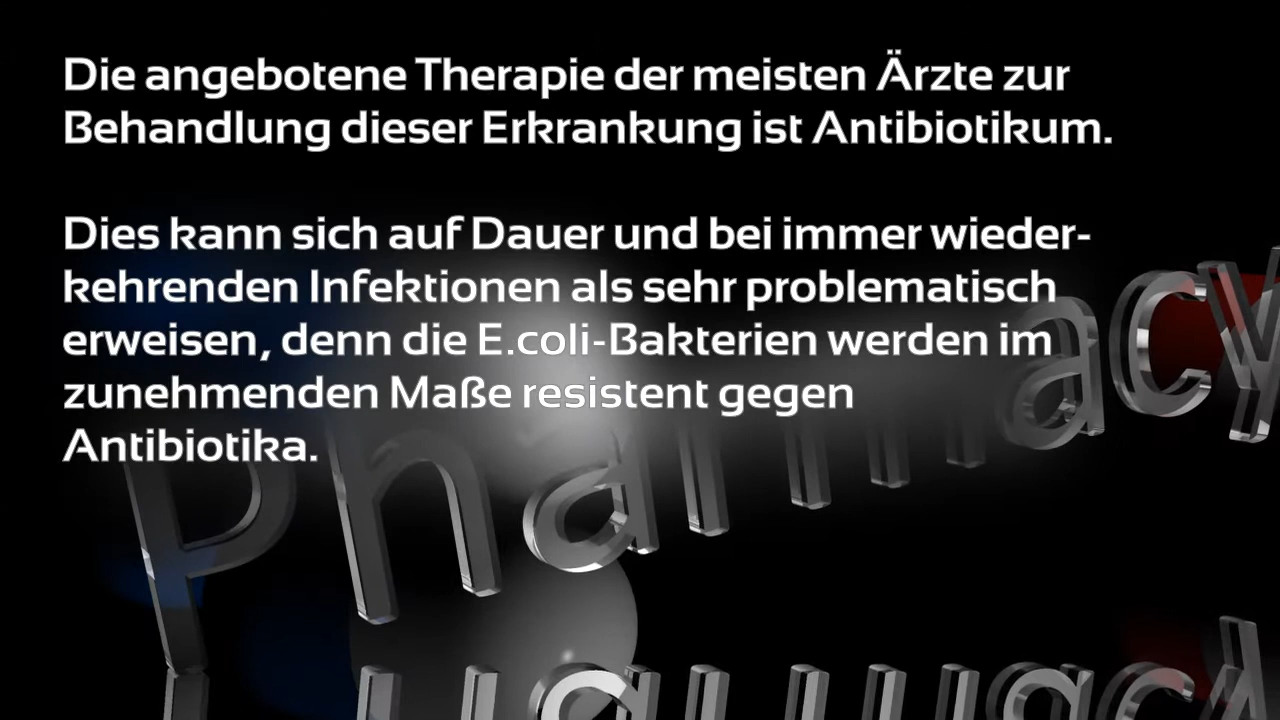 Die angebotene Therapie der meisten Ärzte zur
Behandlung dieser Erkrankung ist Antibiotikum.
Dies kann sich auf Dauer und bei immer wieder-
kehrenden Infektionen als sehr problematisch
erweisen, denn die E.coli-Bakterien werden im
zunehmenden Maße resistent gegen
Antibiotika.
Pharmacy